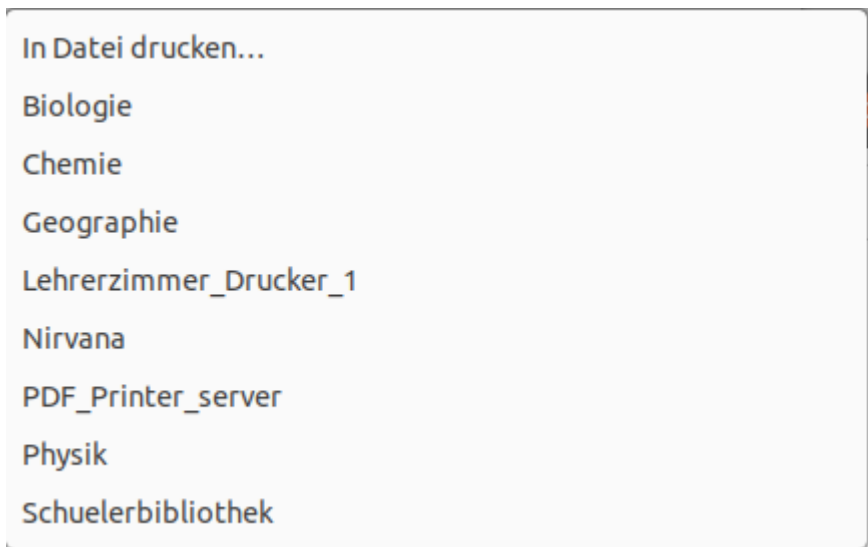 In Datei drucken...
Biologie
Chemie
Geographie
Lehrerzimmer_Drucker_1
Nirvana
PDF_Printer_server
Physik
Schuelerbibliothek